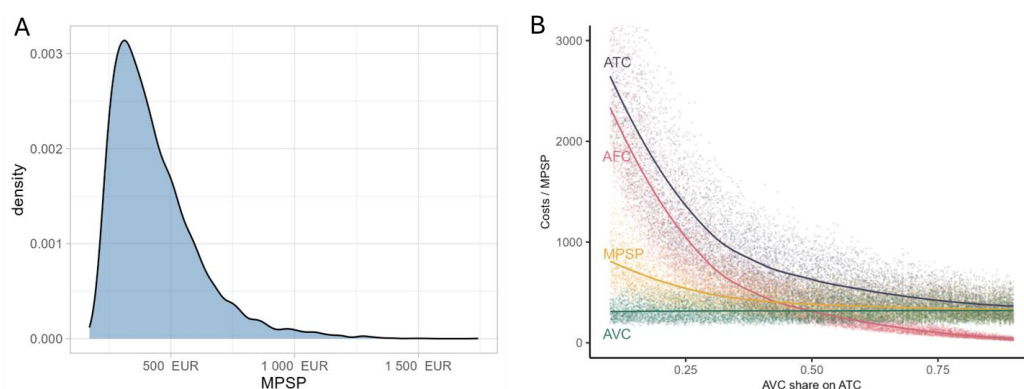 A
density
0.003
0.002
0.001
0.000
500 EUR
1 000 EUR
1 500 EUR
MPSP
B
Costs / MPSP
3000
2000
1000
0
ATC
AFC
MPSP
AVC
0.25
0.50
0.75
AVC share on ATC